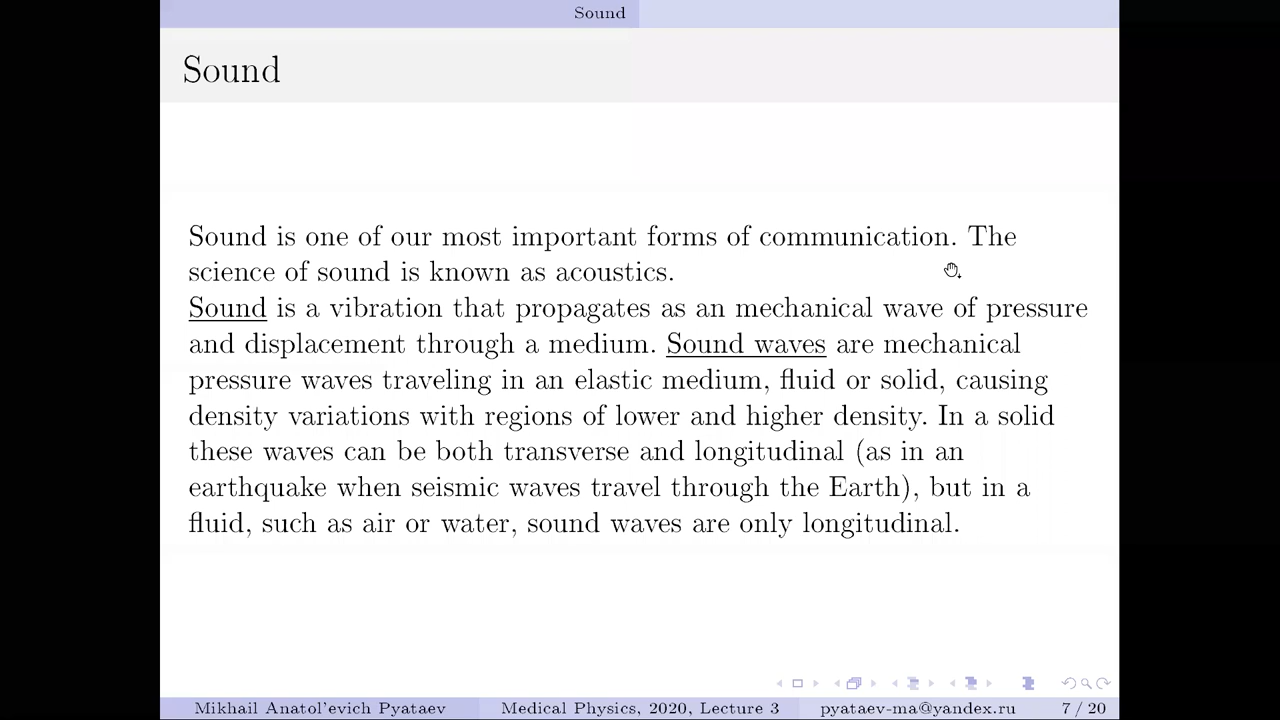 Sound
Sound
Sound is one of our most important forms of communication. The
science of sound is known as acoustics.
Sound is a vibration that propagates as an mechanical wave of pressure
and displacement through a medium. Sound waves are mechanical
pressure waves traveling in an elastic medium, fluid or solid, causing
density variations with regions of lower and higher density. In a solid
these waves can be both transverse and longitudinal (as in an
earthquake when seismic waves travel through the Earth), but in a
fluid, such as air or water, sound waves are only longitudinal.
Mikhail Anatol'evich Pyataev Medical Physics, 2020, Lecture 3 pyataev-ma@yandex.ru 7 / 20